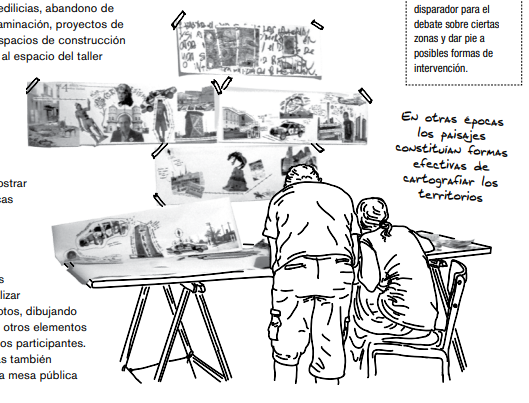 edilicias, abandono de
aminación, proyectos de
spacios de construcción
al espacio del taller
disparador para el
debate sobre ciertas
zonas y dar pie a
posibles formas de
intervención.
En otras épocas
los paisajes
constituían formas
efectivas de
cartografiar los
territorios
ostrar
cas
s
lizar
otos, dibujando
otros elementos
os participantes.
as también
a mesa pública